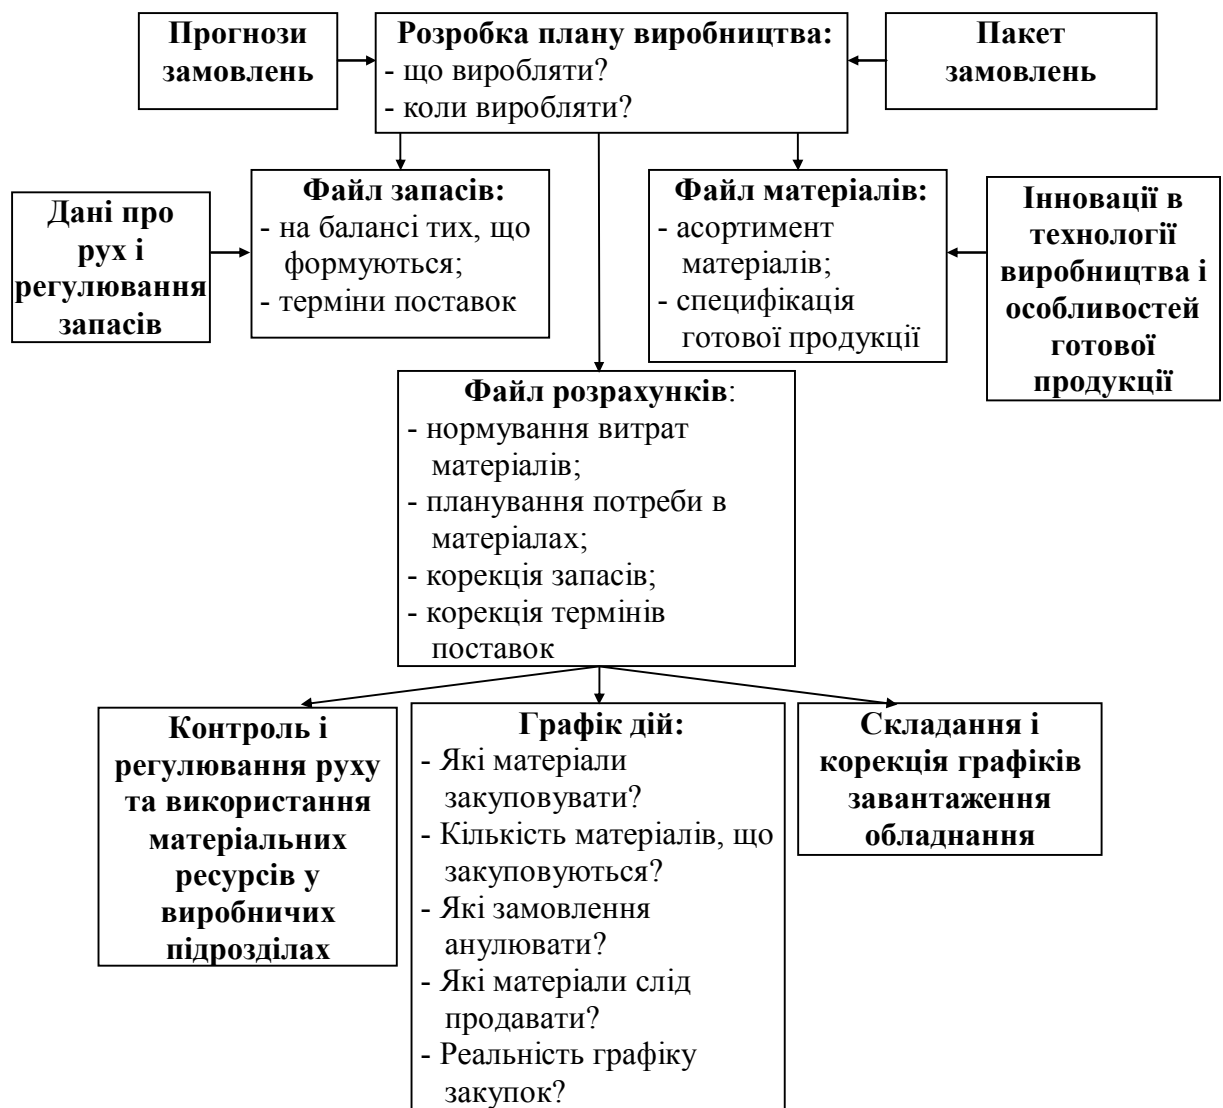 Прогнози
замовлень
Розробка плану виробництва:
- що виробляти?
- коли виробляти?
Пакет
замовлень
Дані про
рух і
регулювання
запасів
Файл запасів:
- на балансі тих, що
формуються;
- терміни поставок
Файл матеріалів:
- асортимент
матеріалів;
- специфікація
готової продукції
Інновації в
технології
виробництва і
особливостей
готової
продукції
Файл розрахунків:
- нормування витрат
матеріалів;
- планування потреби в
матеріалах;
- корекція запасів;
- корекція термінів
поставок
Контроль і
регулювання руху
та використання
матеріальних
ресурсів у
виробничих
підрозділах
Графік дій:
- Які матеріали
закуповувати?
- Кількість матеріалів, що
закуповуються?
- Які замовлення
анулювати?
- Які матеріали слід
продавати?
- Реальність графіку
закупок?
Складання і
корекція графіків
завантаження
обладнання